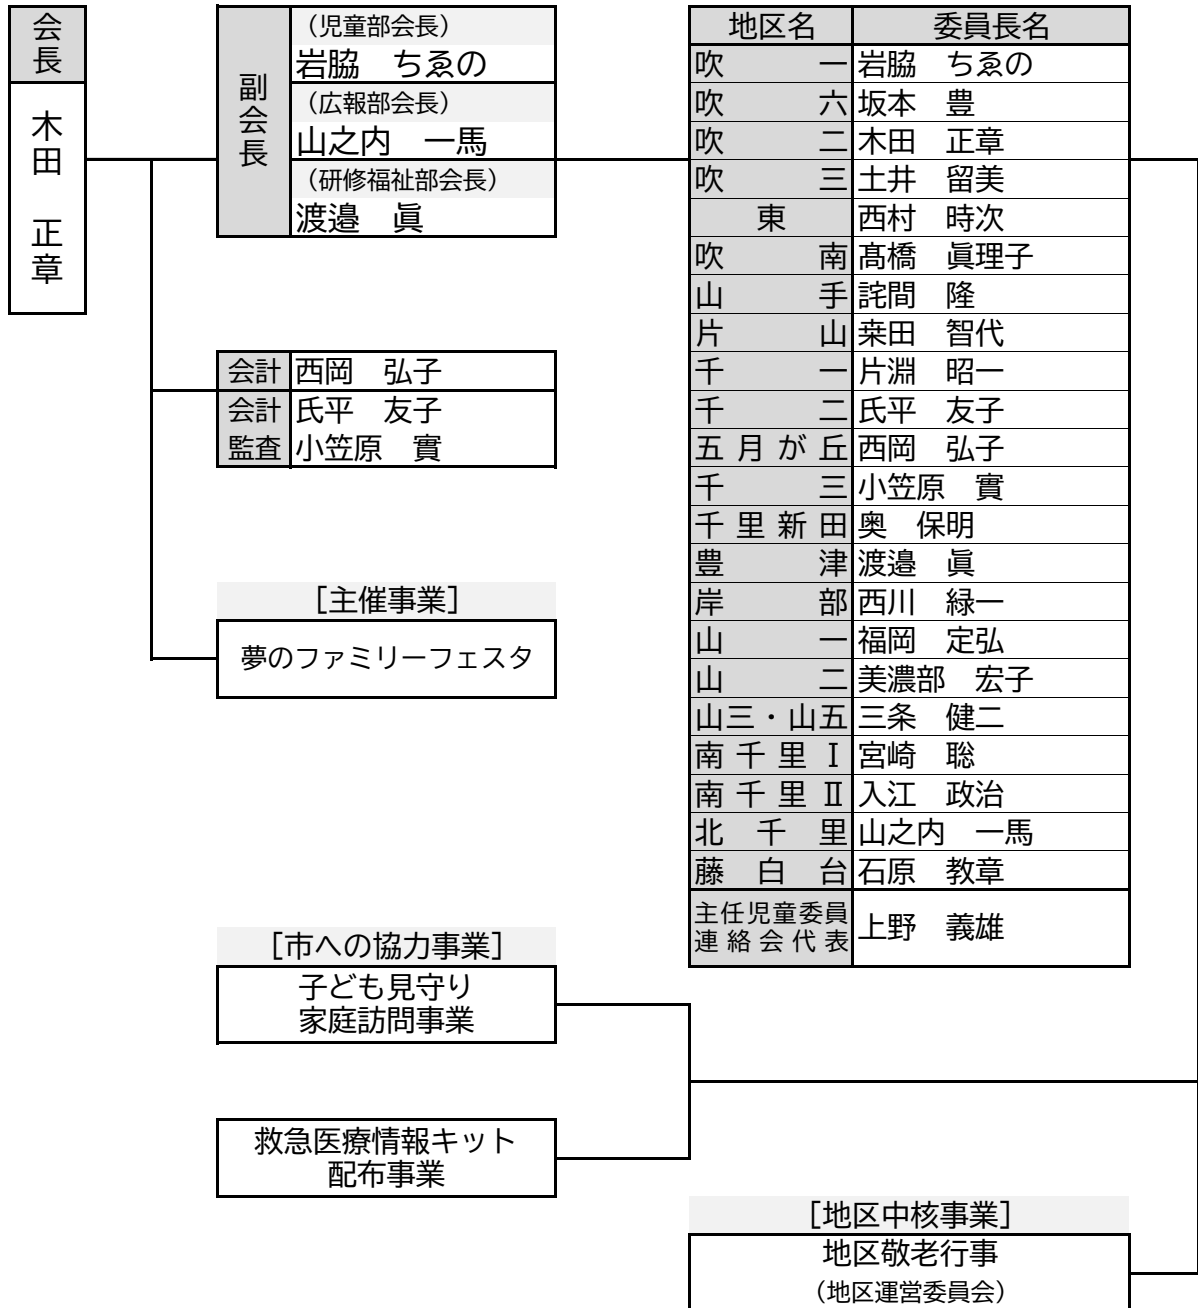 会長
木田　正章
副会長
（児童部会長）
岩脇　ちゑの
（広報部会長）
山之内　一馬
（研修福祉部会長）
渡邉　眞
会計 西岡　弘子
会計 氏平　友子
監査 小笠原　實
［主催事業］
夢のファミリーフェスタ
［市への協力事業］
子ども見守り
家庭訪問事業
救急医療情報キット
配布事業
地区名 委員長名
吹一 岩脇　ちゑの
吹六 坂本　豊
吹二 木田　正章
吹三 土井　留美
東 西村　時次
吹南 髙橋　眞理子
山手 詫間　隆
片山 桒田　智代
千一 片淵　昭一
千二 氏平　友子
五月が丘 西岡　弘子
千三 小笠原　實
千里新田 奥　保明
豊津 渡邉　眞
岸部 西川　緑一
山一 福岡　定弘
山二 美濃部　宏子
山三・山五 三条　健二
南千里Ⅰ 宮崎　聡
南千里Ⅱ 入江　政治
北千里 山之内　一馬
藤白台 石原　教章
主任児童委員
連絡会代表 上野　義雄
［地区中核事業］
地区敬老行事
（地区運営委員会）